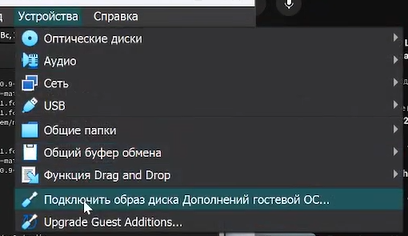 Устройства Справка
Оптические диски
Аудио
Сеть
USB
Общие папки
Общий буфер обмена
Функция Drag and Drop
Подключить образ диска Дополнений гостевой ОС...
Upgrade Guest Additions...